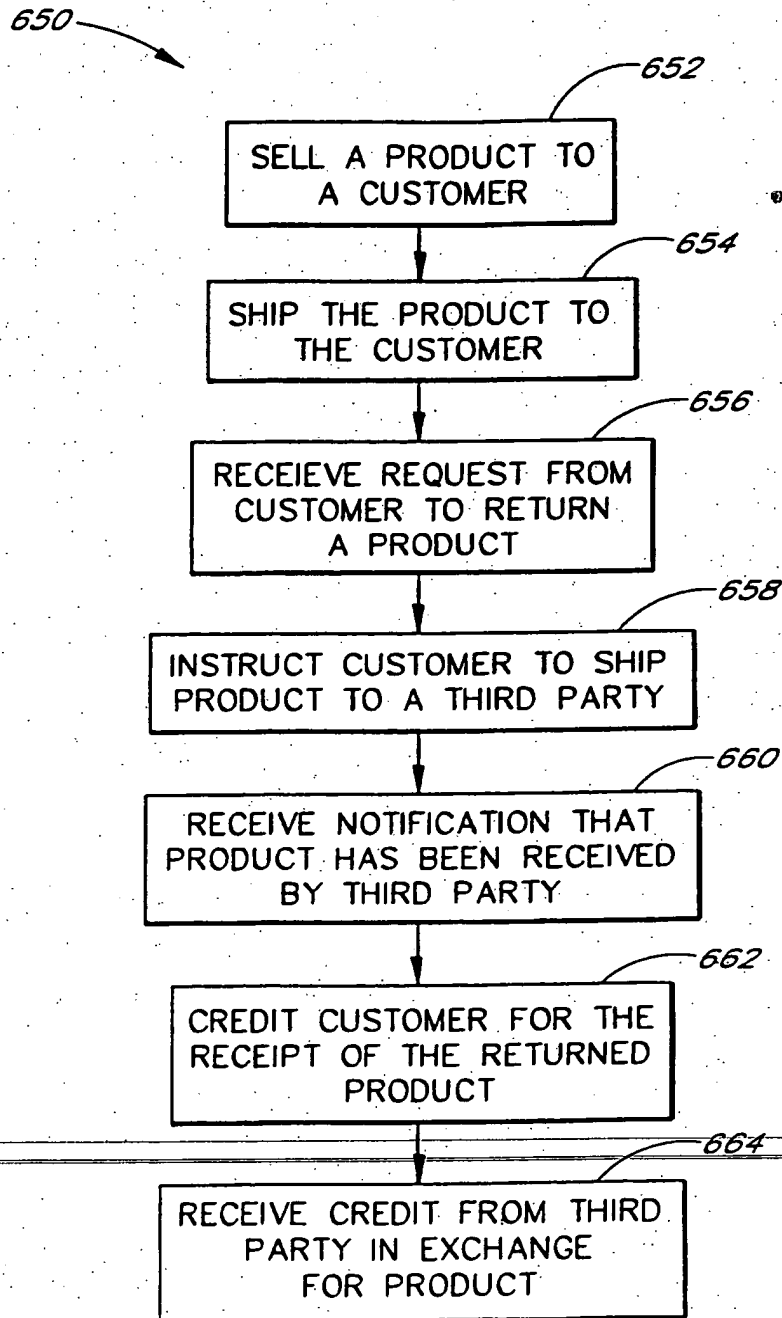 650
652
SELL A PRODUCT TO
A CUSTOMER
654
SHIP THE PRODUCT TO
THE CUSTOMER
656
RECEIEVE REQUEST FROM
CUSTOMER TO RETURN
A PRODUCT
658
INSTRUCT CUSTOMER TO SHIP
PRODUCT TO A THIRD PARTY
660
RECEIVE NOTIFICATION THAT
PRODUCT HAS BEEN RECEIVED
BY THIRD PARTY
662
CREDIT CUSTOMER FOR THE
RECEIPT OF THE RETURNED
PRODUCT
664
RECEIVE CREDIT FROM THIRD
PARTY IN EXCHANGE
FOR PRODUCT